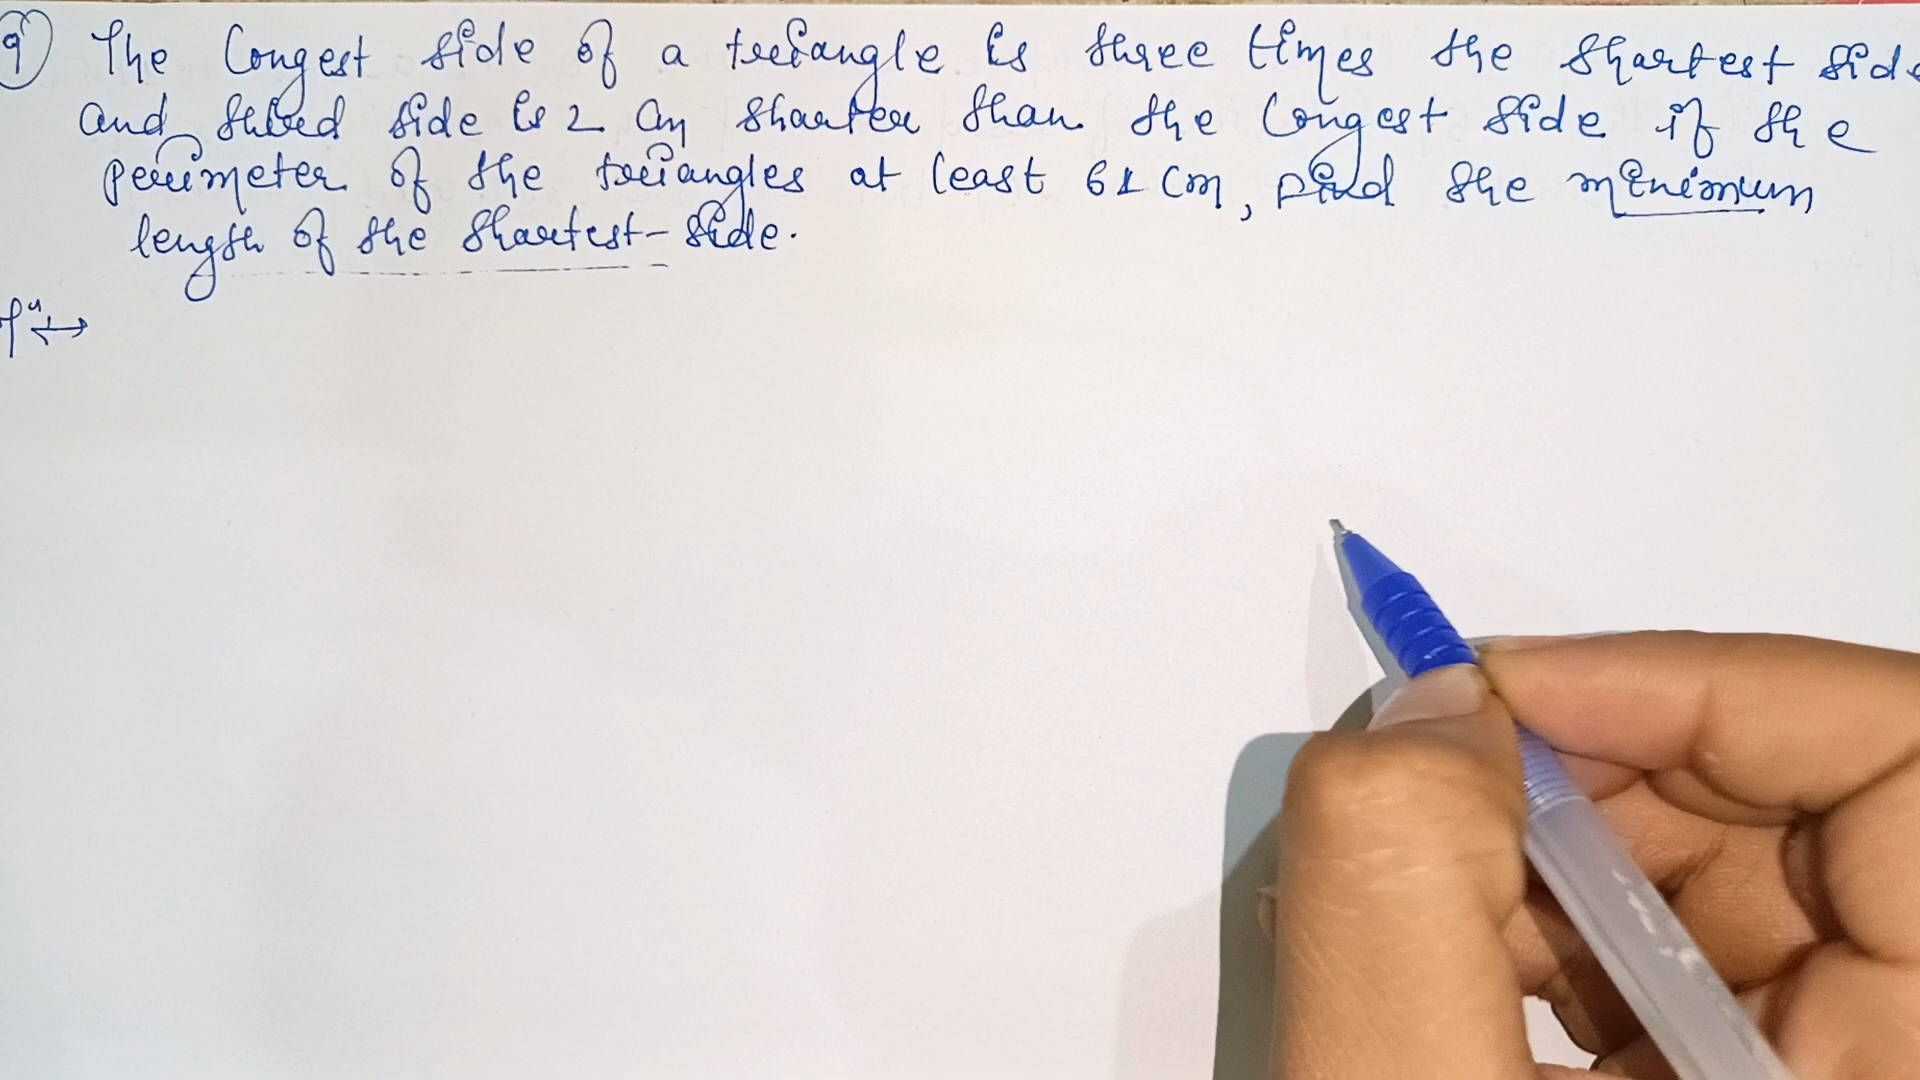 9 The longest side of a triangle is three times the shortest side
and third side is 2 cm shorter than the longest side if the
perimeter of the triangles at least 61 cm, find the minimum
length of the shortest side.